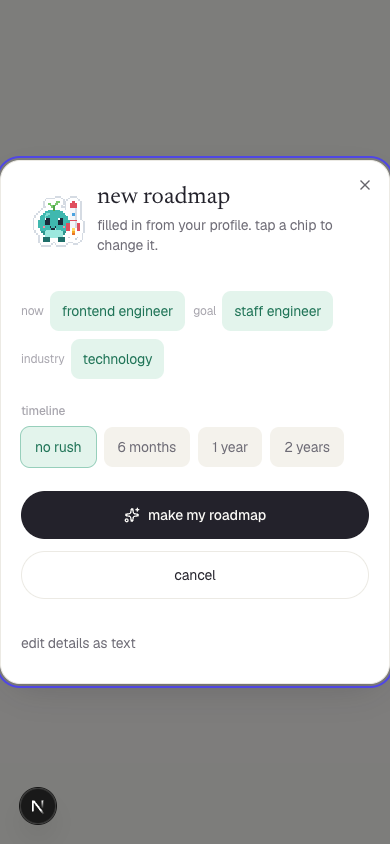 new roadmap
filled in from your profile. tap a chip to
change it.
now frontend engineer goal staff engineer
industry technology
timeline
no rush 6 months 1 year 2 years
make my roadmap
cancel
edit details as text
N